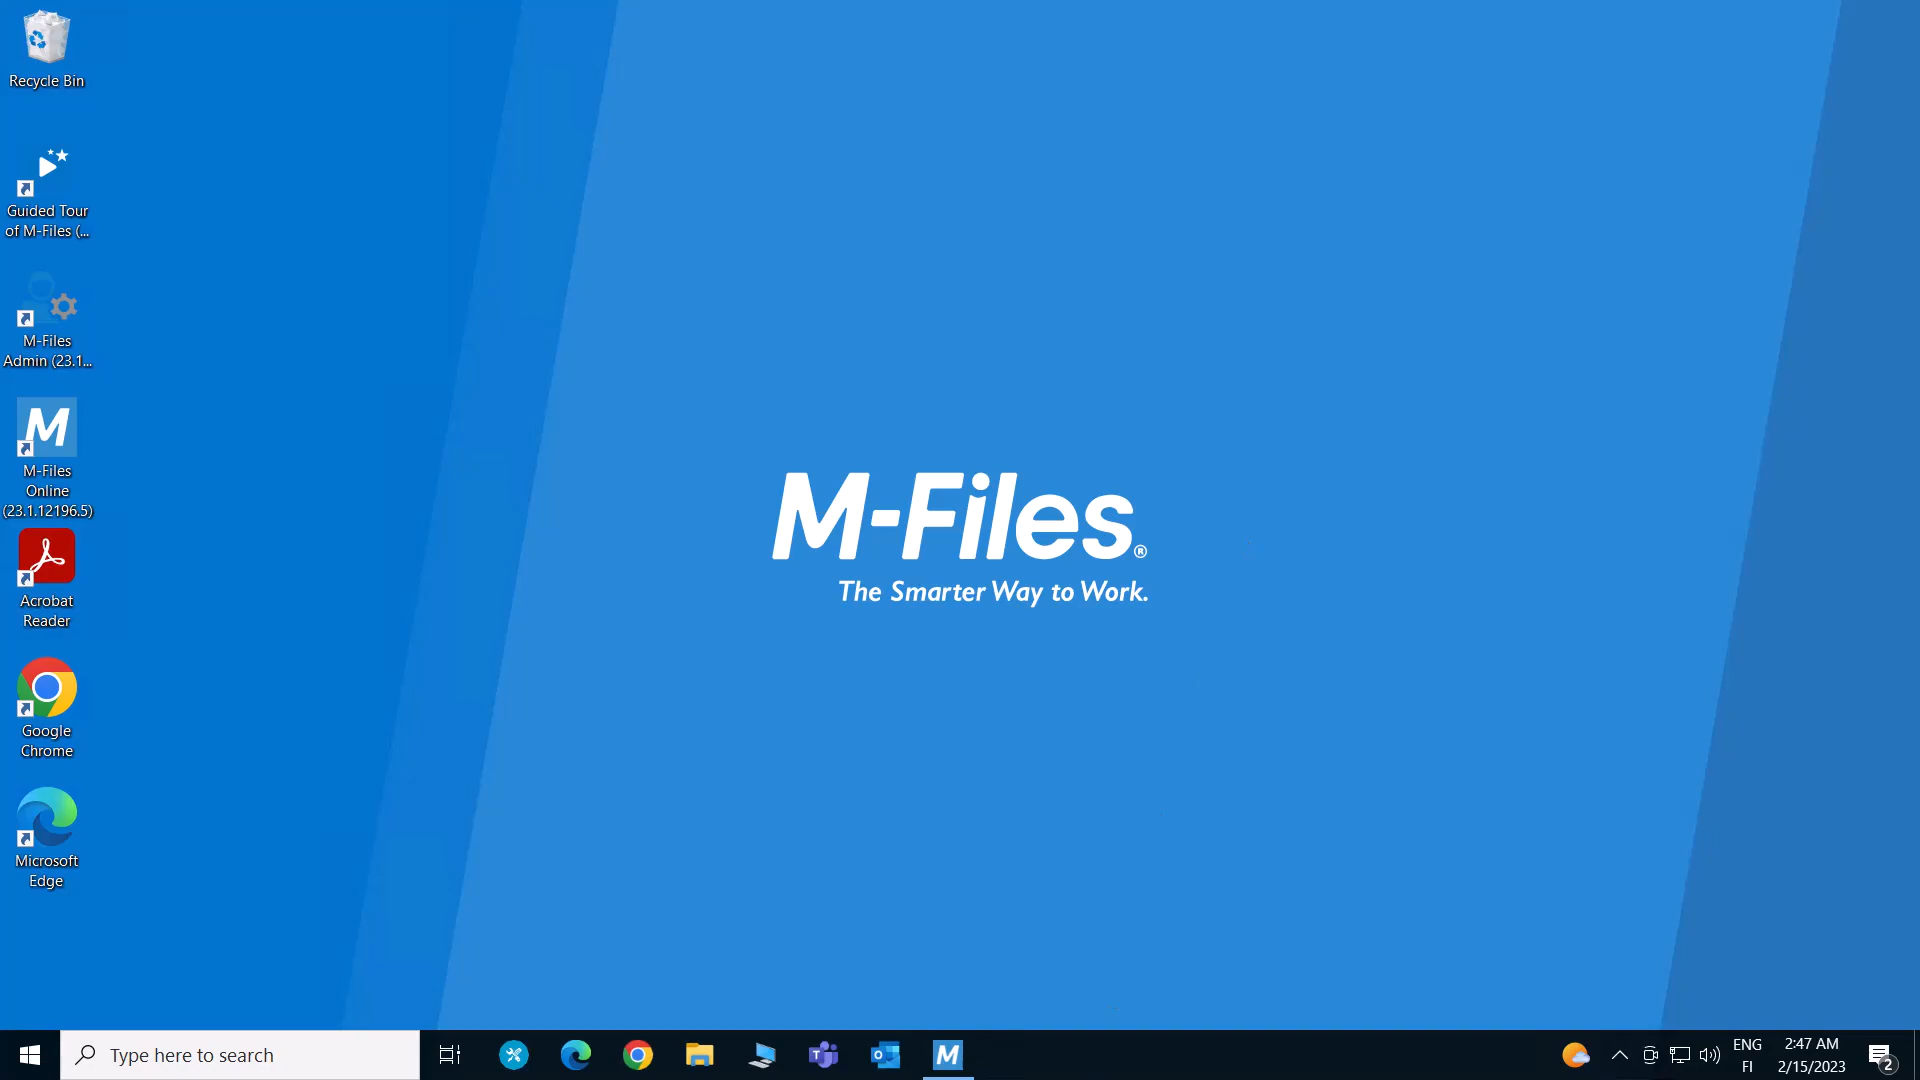 Recycle Bin
Guided Tour
of M-Files (...
M-Files
Admin (23.1...
M
M-Files
Online
(23.1.12196.5)
Acrobat
Reader
Google
Chrome
Microsoft
Edge
M-Files®
The Smarter Way to Work.
Type here to search
M
ENG
FI
2:47 AM
2/15/2023
2